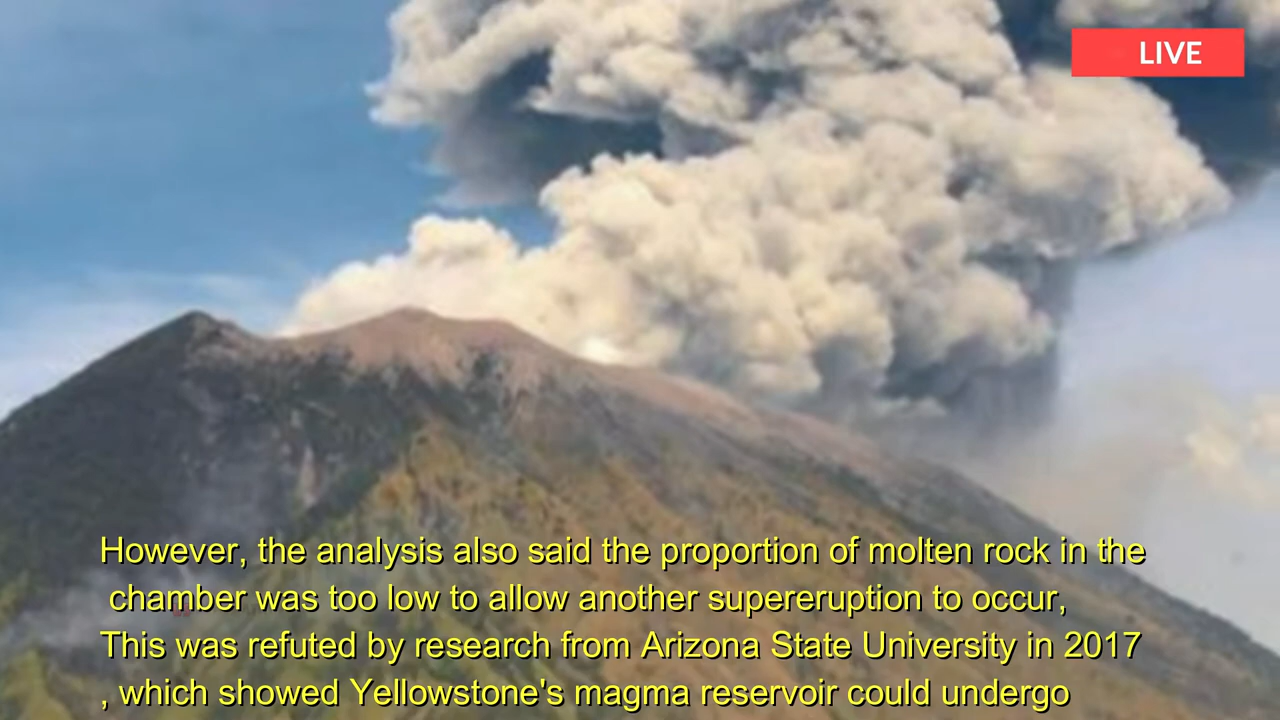 LIVE
However, the analysis also said the proportion of molten rock in the
chamber was too low to allow another supereruption to occur,
This was refuted by research from Arizona State University in 2017
, which showed Yellowstone's magma reservoir could undergo